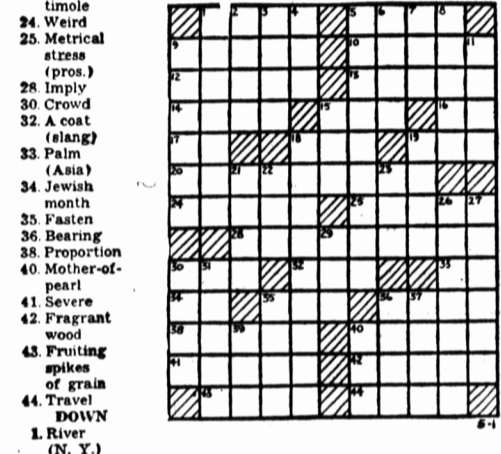 timole
24. Weird
25. Metrical
stress
(pros.)
28. Imply
30. Crowd
32. A coat
(slang)
33. Palm
(Asia)
34. Jewish
month
35. Fasten
36. Bearing
38. Proportion
40. Mother-of-
pearl
41. Severe
42. Fragrant
wood
43. Fruiting
spikes
of grain
44. Travel
DOWN
1. River
(N. Y.)
1 2 3 4 5 6 7 8
9 10 11
12 13
14 15 16
17 18 19
20 21 22 23
24 25 26 27
28 29
30 31 32 33
34 35 36 37
38 39 40
41 42
43 44
5-1